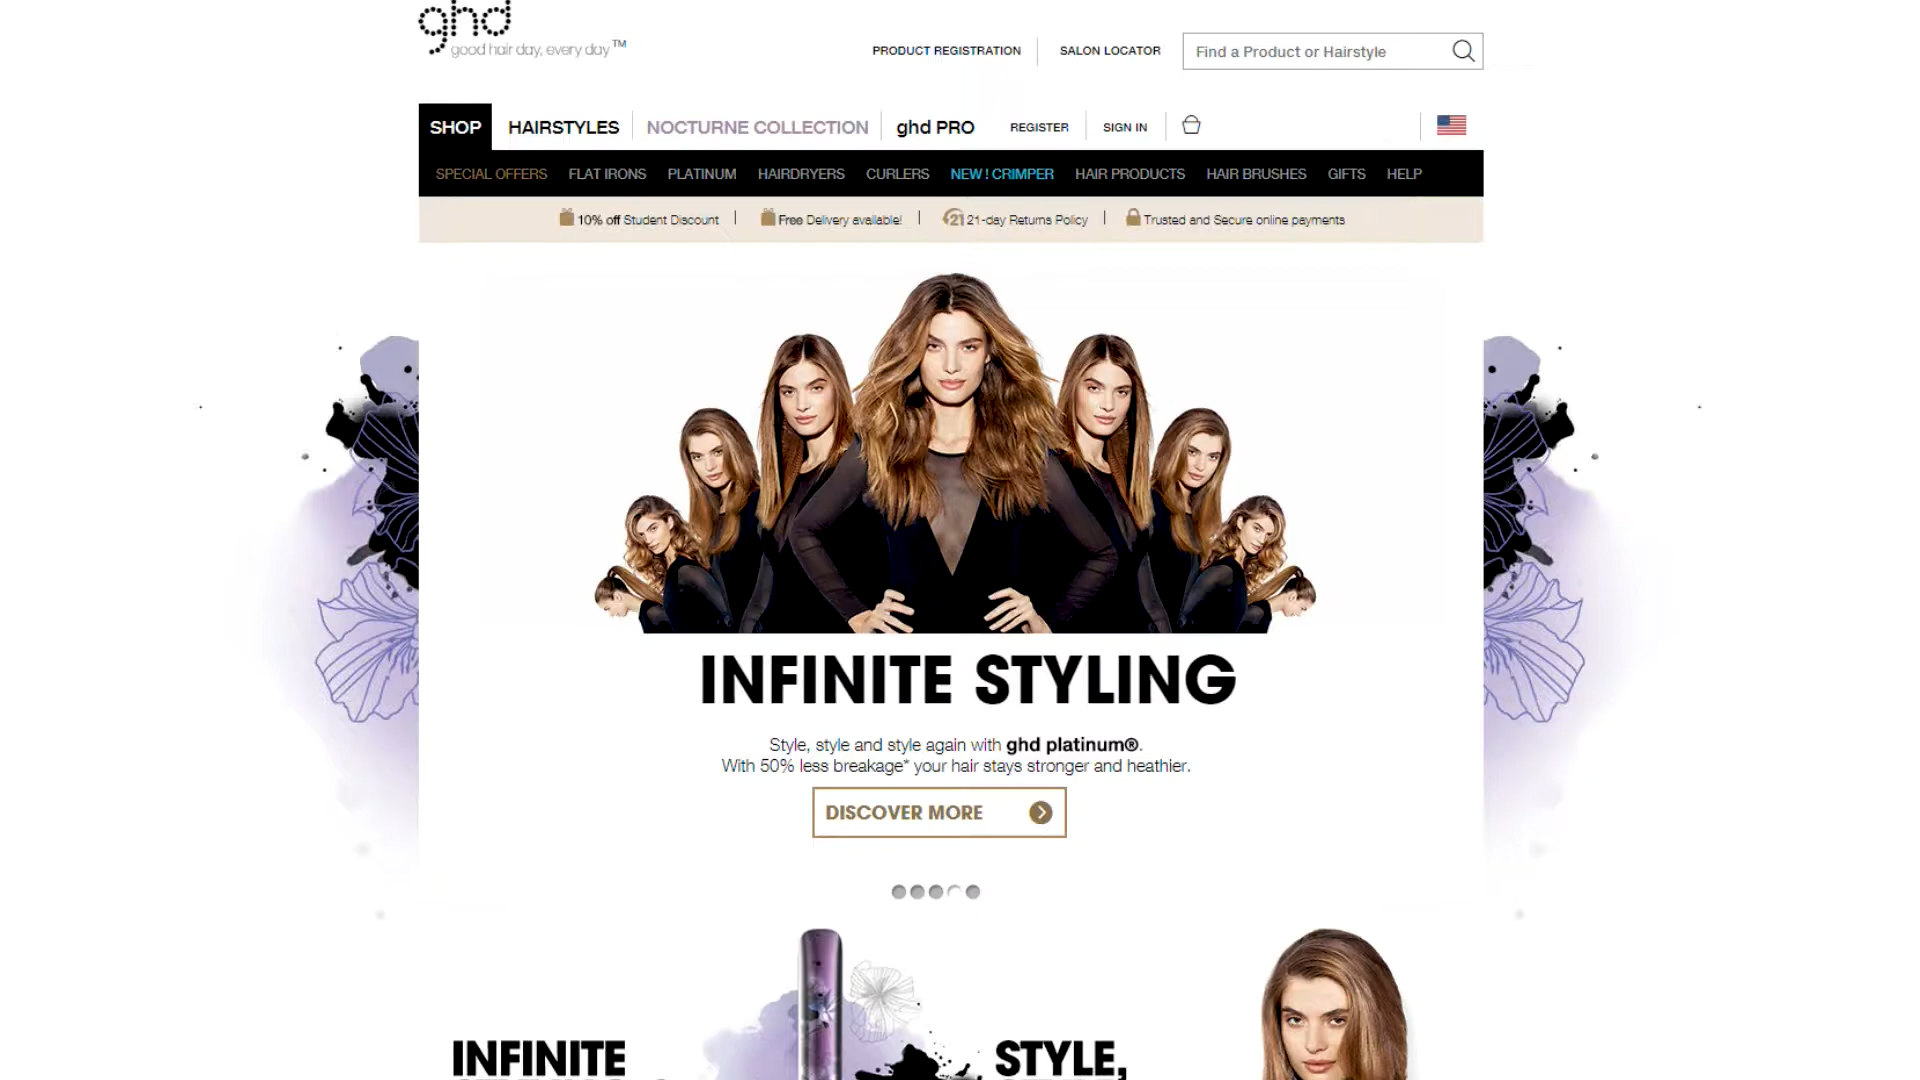 ghd
good hair day, every day™
PRODUCT REGISTRATION
SALON LOCATOR
Find a Product or Hairstyle
SHOP
HAIRSTYLES
NOCTURNE COLLECTION
ghd PRO
REGISTER
SIGN IN
SPECIAL OFFERS
FLAT IRONS
PLATINUM
HAIRDRYERS
CURLERS
NEW! CRIMPER
HAIR PRODUCTS
HAIR BRUSHES
GIFTS
HELP
10% off Student Discount
Free Delivery available!
21
21-day Returns Policy
Trusted and Secure online payments
INFINITE STYLING
Style, style and style again with ghd platinum®.
With 50% less breakage* your hair stays stronger and heathier.
DISCOVER MORE
INFINITE
STYLE,